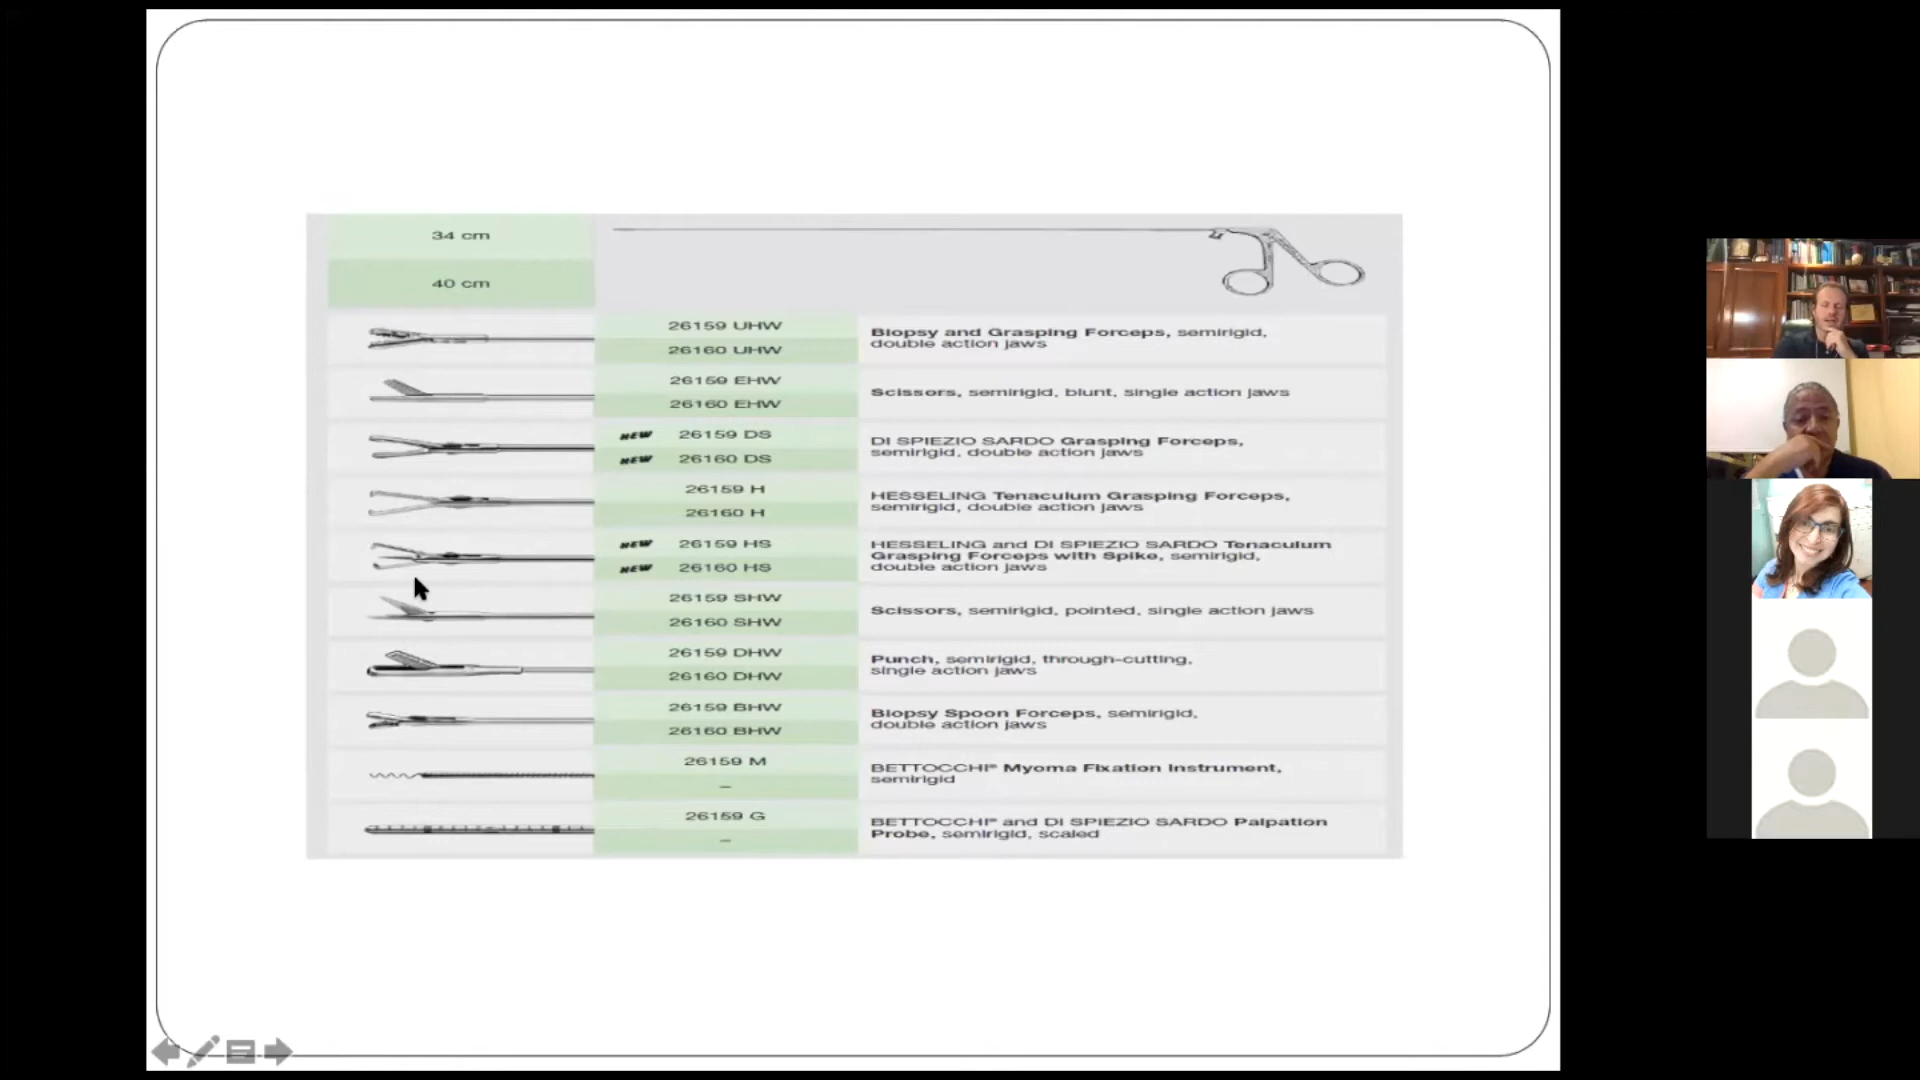 34 cm
40 cm
26159 UHW
26160 UHW
Biopsy and Grasping Forceps, semirigid,
double action jaws
26159 EHW
26160 EHW
Scissors, semirigid, blunt, single action jaws
NEW 26159 DS
NEW 26160 DS
DI SPIEZIO SARDO Grasping Forceps,
semirigid, double action jaws
26159 H
26160 H
HESSELING Tenaculum Grasping Forceps,
semirigid, double action jaws
NEW 26159 HS
NEW 26160 HS
HESSELING and DI SPIEZIO SARDO Tenaculum
Grasping Forceps with Spike, semirigid,
double action jaws
26159 SHW
26160 SHW
Scissors, semirigid, pointed, single action jaws
26159 DHW
26160 DHW
Punch, semirigid, through-cutting,
single action jaws
26159 BHW
26160 BHW
Biopsy Spoon Forceps, semirigid,
double action jaws
26159 M
–
BETTOCCHI® Myoma Fixation Instrument,
semirigid
26159 G
–
BETTOCCHI® and DI SPIEZIO SARDO Palpation
Probe, semirigid, scaled